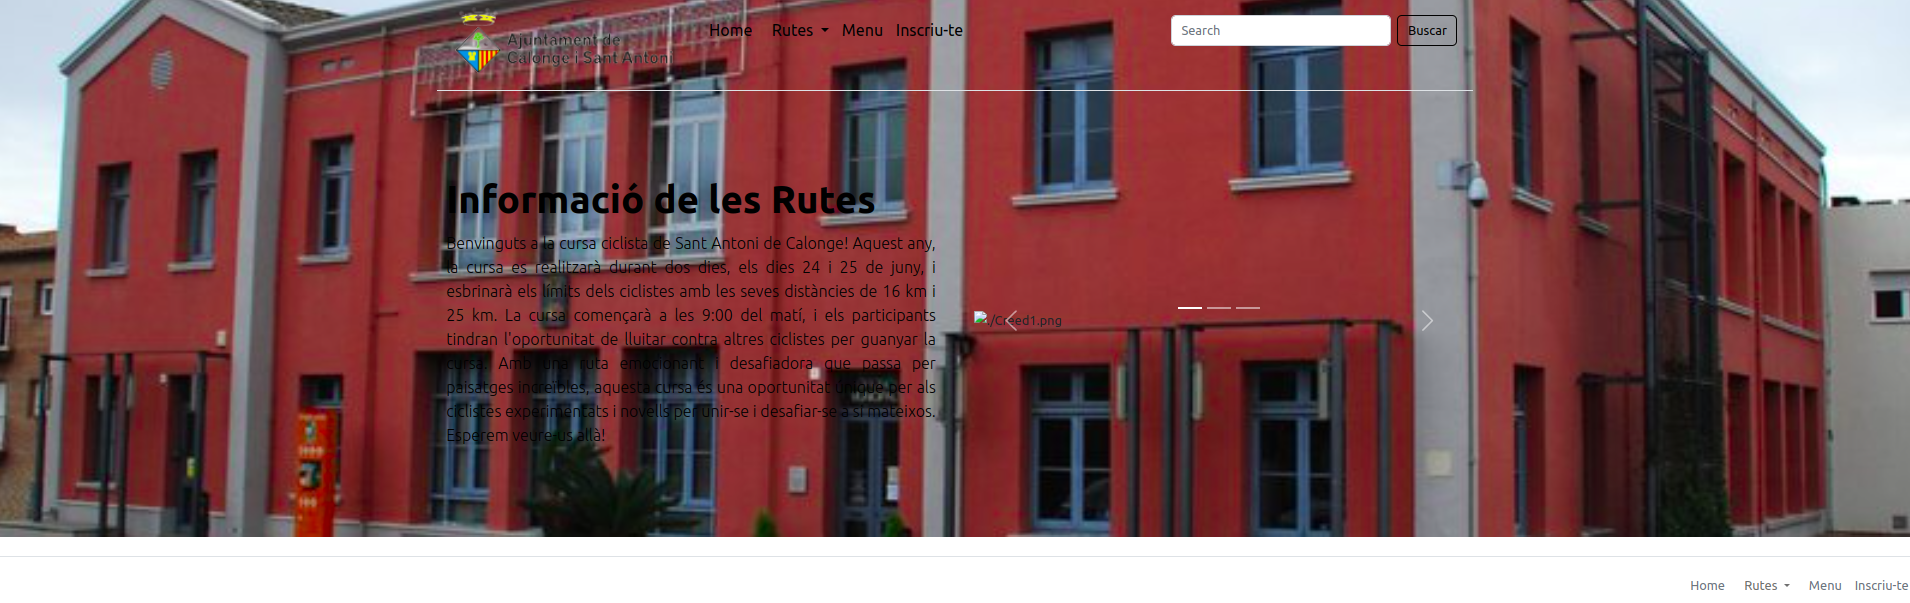 Ajuntament de
Calonge i Sant Antoni
Home Rutes Menu Inscriu-te
Search Buscar
Informació de les Rutes
Benvinguts a la cursa ciclista de Sant Antoni de Calonge! Aquest any,
la cursa es realitzarà durant dos dies, els dies 24 i 25 de juny, i
esbrinarà els límits dels ciclistes amb les seves distàncies de 16 km i
25 km. La cursa començarà a les 9:00 del matí, i els participants
tindran l'oportunitat de lluitar contra altres ciclistes per guanyar la
cursa. Amb una ruta emocionant i desafiadora que passa per
paisatges increïbles, aquesta cursa és una oportunitat única per als
ciclistes experimentats i novells per unir-se i desafiar-se a si mateixos.
Esperem veure-us allà!
./Creed1.png
Home Rutes Menu Inscriu-te